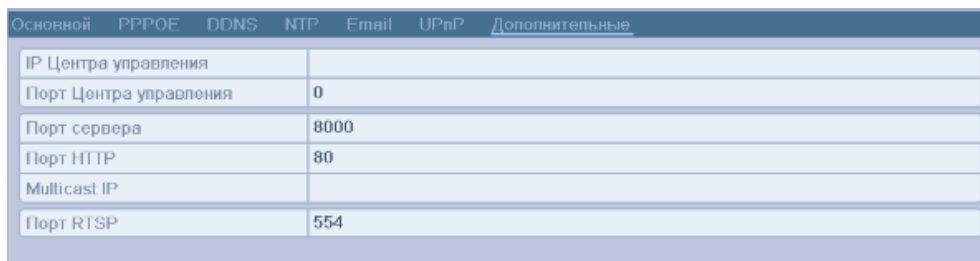 Основной PPPOE DDNS NTP Email UPnP Дополнительные
IP Центра управления
Порт Центра управления 0
Порт сервера 8000
Порт HTTP 80
Multicast IP
Порт RTSP 554